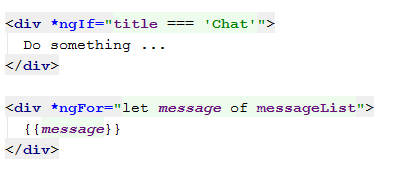 <div *ngIf="title === 'Chat'">
  Do something ...
</div>

<div *ngFor="let message of messageList">
  {{message}}
</div>